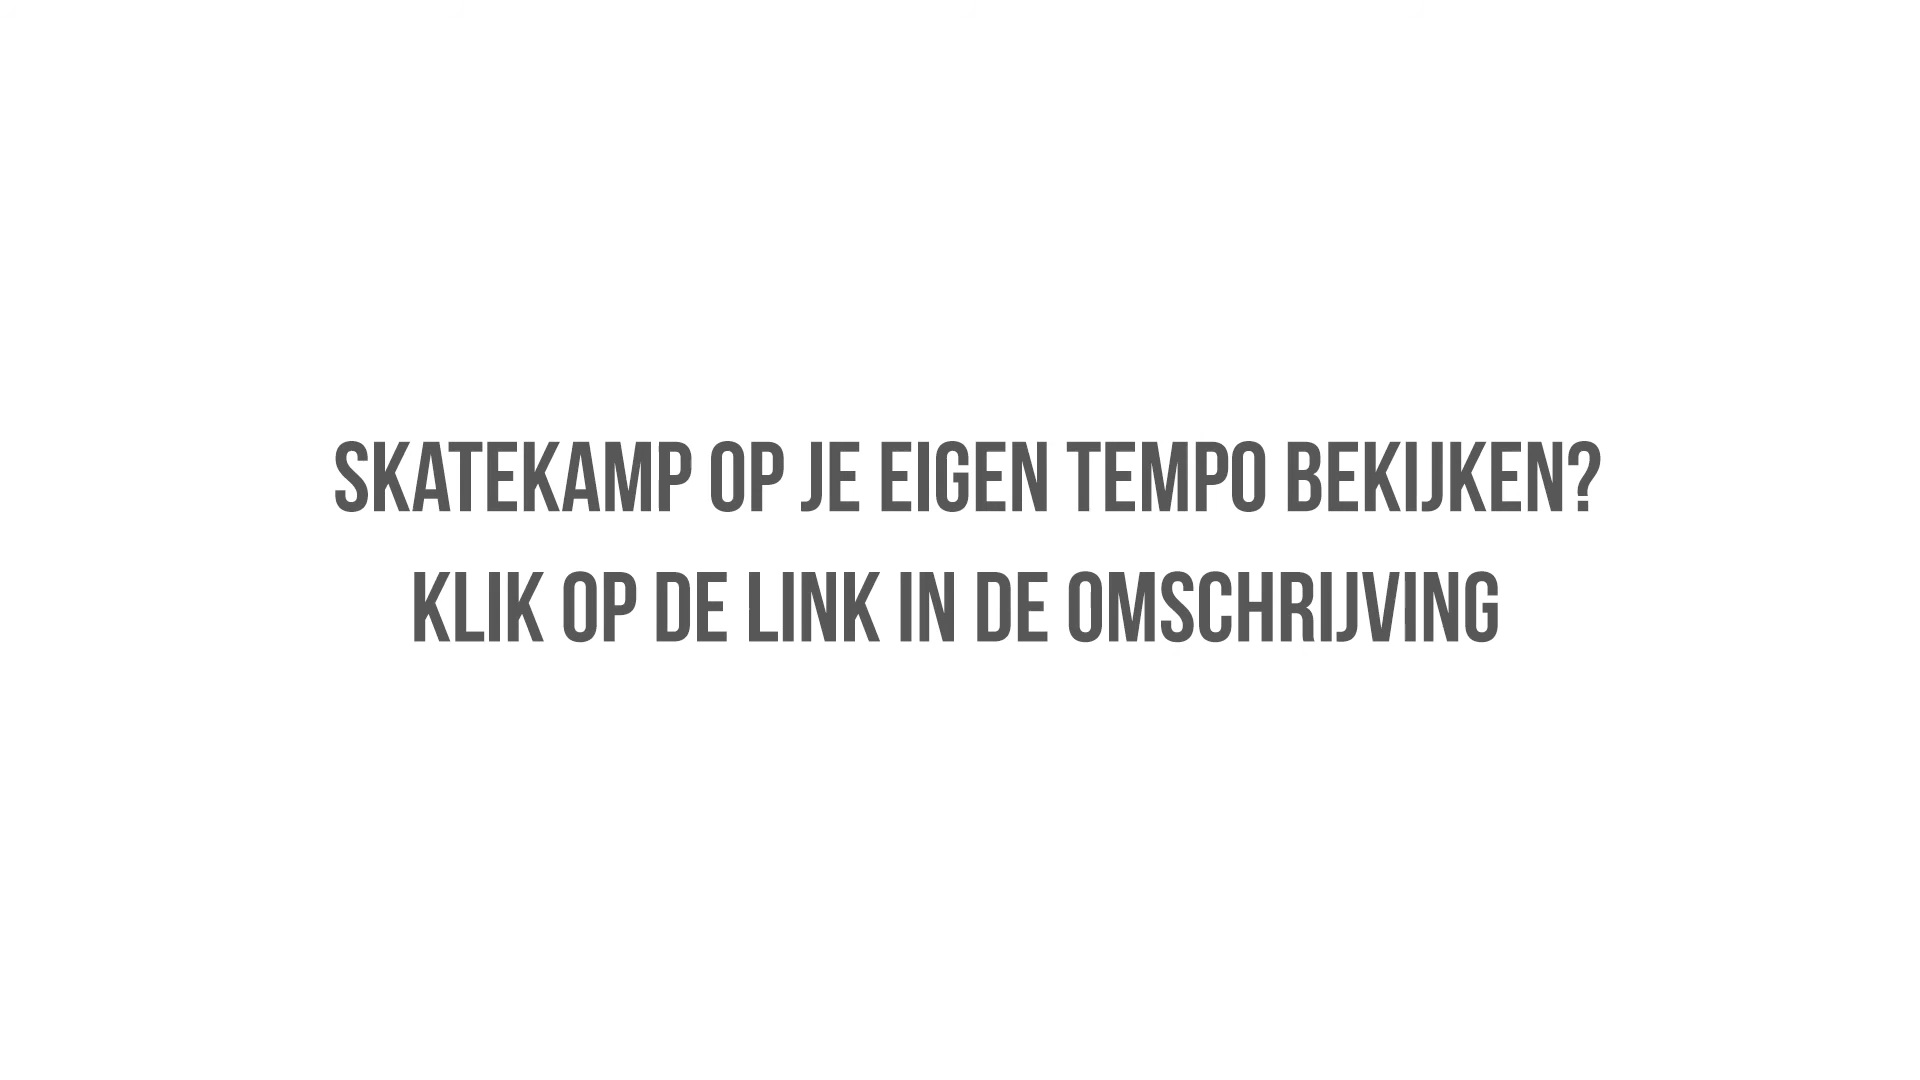 SKATEKAMP OP JE EIGEN TEMPO BEKIJKEN?
KLIK OP DE LINK IN DE OMSCHRIJVING